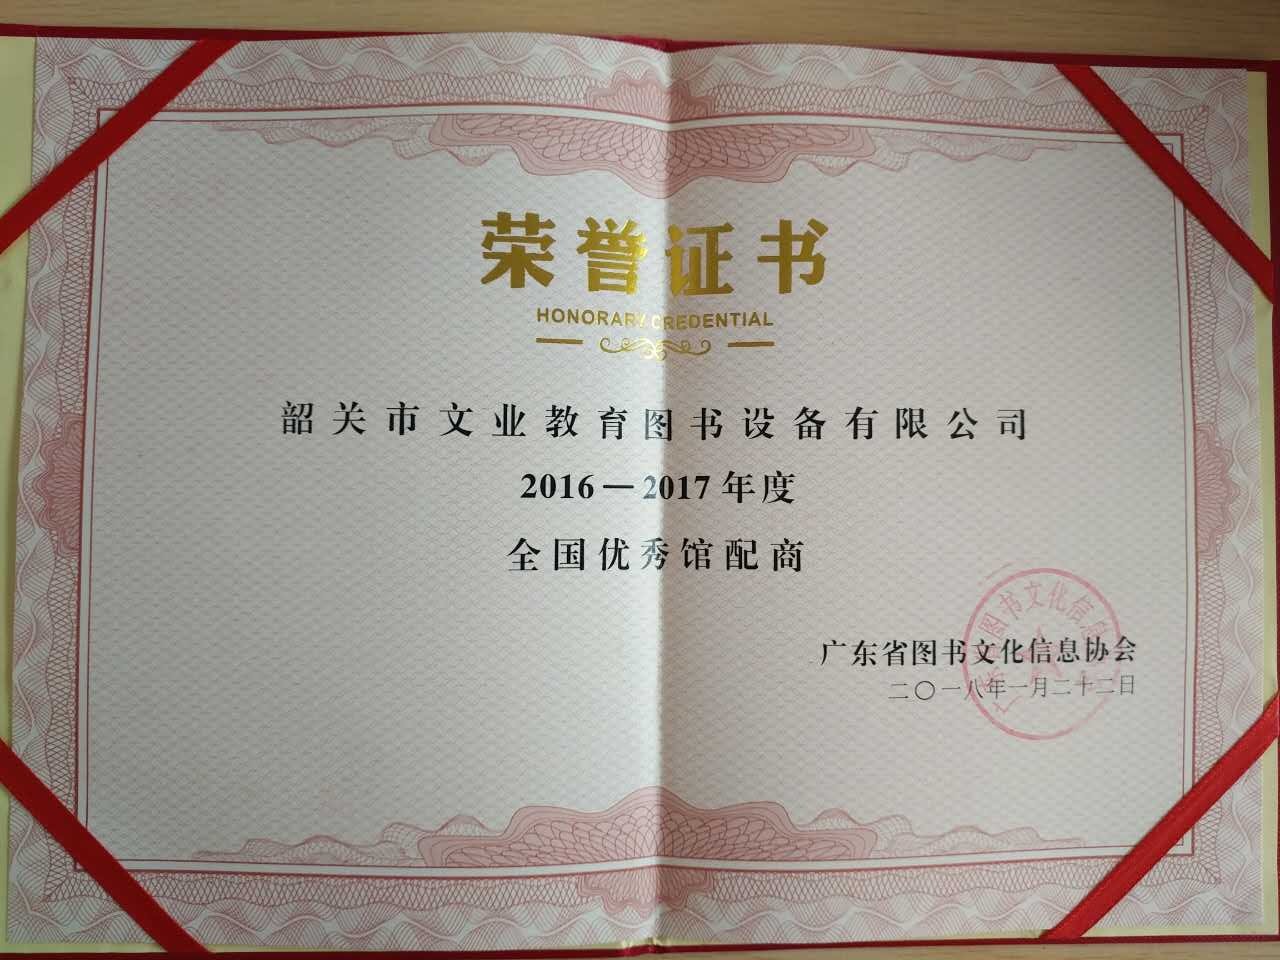 荣誉证书
HONORARY CREDENTIAL
韶关市文业教育图书设备有限公司
2016—2017年度
全国优秀馆配商
广东省图书文化信息协会
二〇一八年一月二十二日